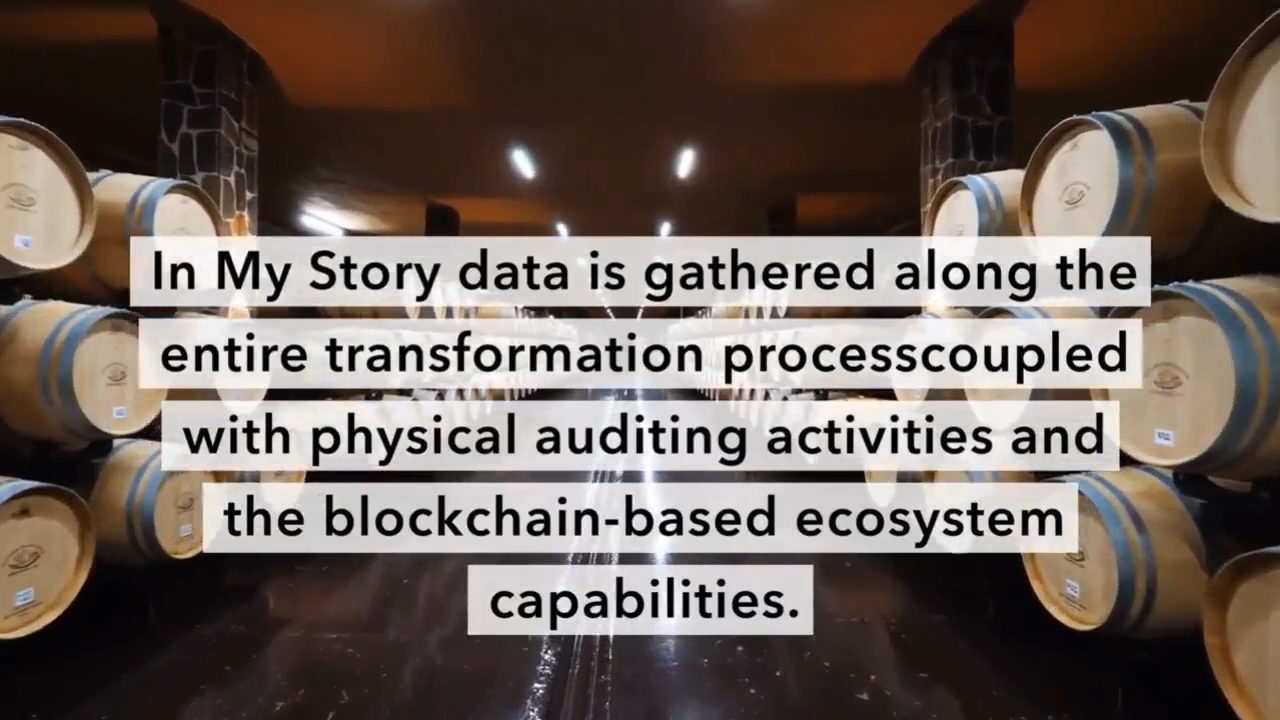 In My Story data is gathered along the
entire transformation processcoupled
with physical auditing activities and
the blockchain-based ecosystem
capabilities.